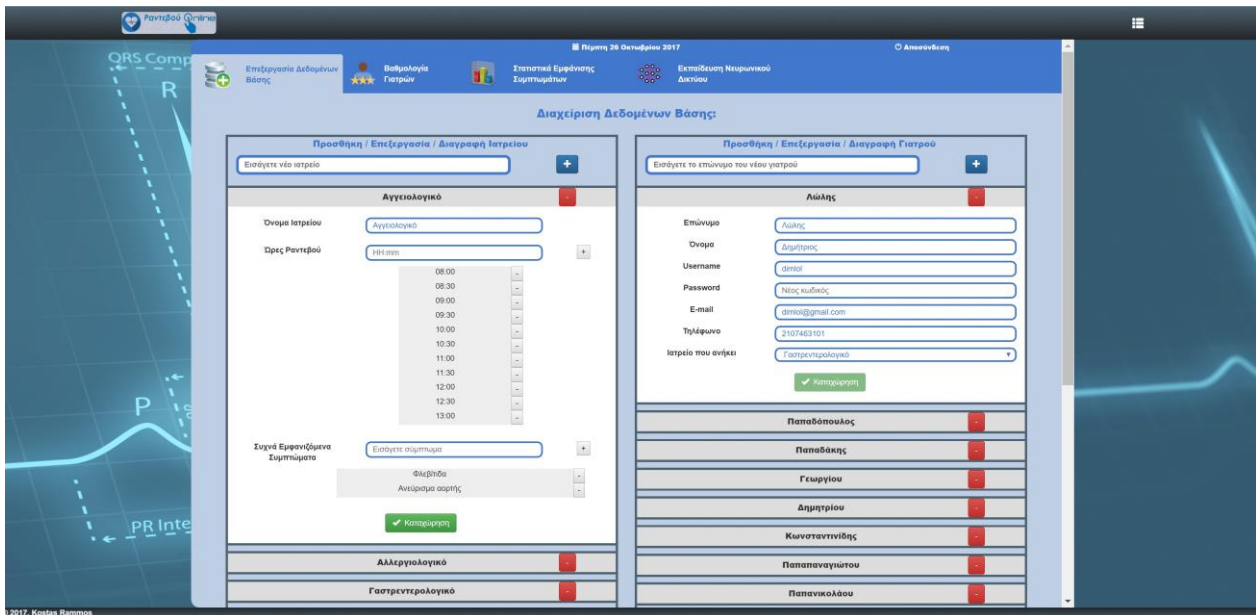 Ραντεβού Online
Πέμπτη 26 Οκτωβρίου 2017
Αποσύνδεση
Επεξεργασία Δεδομένων
Βάσης
Βαθμολογία
Γιατρών
Στατιστικά Εμφάνισης
Συμπτωμάτων
Εκπαίδευση Νευρωνικού
Δικτύου
QRS Comp
R
P
PR Inte
Διαχείριση Δεδομένων Βάσης:
Προσθήκη / Επεξεργασία / Διαγραφή Ιατρείου
Εισάγετε νέο ιατρείο
+
Αγγειολογικό
-
Όνομα Ιατρείου
Αγγειολογικό
Ώρες Ραντεβού
HH:mm
+
08:00 -
08:30 -
09:00 -
09:30 -
10:00 -
10:30 -
11:00 -
11:30 -
12:00 -
12:30 -
13:00 -
Συχνά Εμφανιζόμενα
Συμπτώματα
Εισάγετε σύμπτωμα
+
Φλεβίτιδα -
Ανεύρισμα αορτής -
Καταχώρηση
Αλλεργιολογικό -
Γαστρεντερολογικό -
Προσθήκη / Επεξεργασία / Διαγραφή Γιατρού
Εισάγετε το επώνυμο του νέου γιατρού
+
Λώλης -
Επώνυμο
Λώλης
Όνομα
Δημήτριος
Username
dimlol
Password
Νέος κωδικός
E-mail
dimlol@gmail.com
Τηλέφωνο
2107463101
Ιατρείο που ανήκει
Γαστρεντερολογικό
Καταχώρηση
Παπαδόπουλος -
Παπαδάκης -
Γεωργίου -
Δημητρίου -
Κωνσταντινίδης -
Παπαπαναγιώτου -
Παπανικολάου -
© 2017, Kostas Rammos